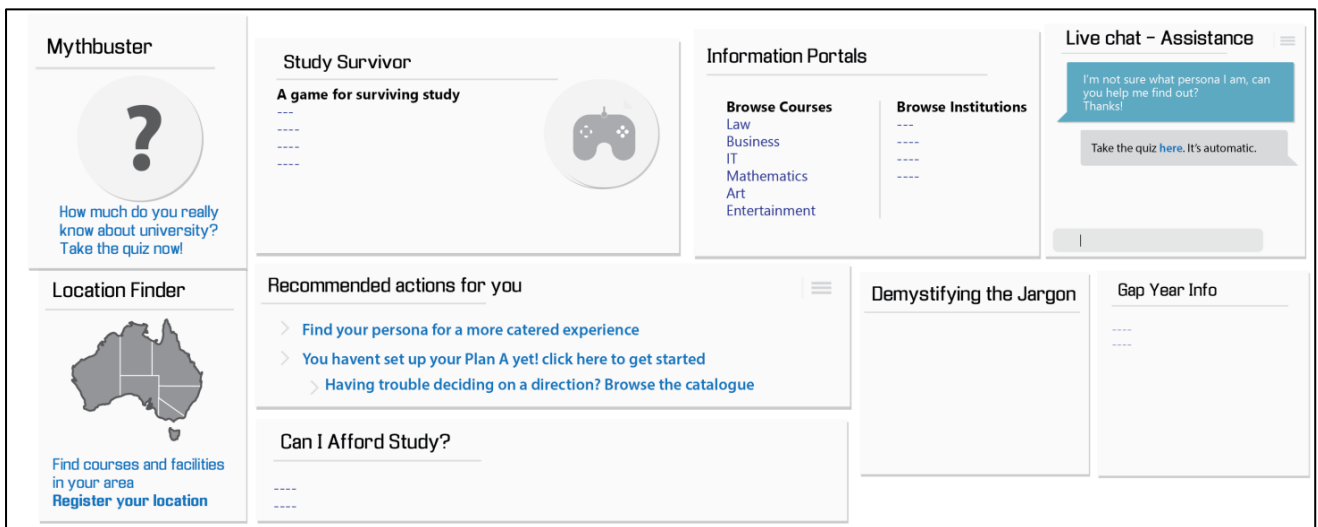 Mythbuster
?
How much do you really
know about university?
Take the quiz now!
Study Survivor
A game for surviving study
---
----
----
----
Information Portals
Browse Courses
Law
Business
IT
Mathematics
Art
Entertainment
Browse Institutions
---
----
----
----
Live chat - Assistance
I'm not sure what persona I am, can
you help me find out?
Thanks!
Take the quiz here. It's automatic.
Location Finder
Find courses and facilities
in your area
Register your location
Recommended actions for you
Find your persona for a more catered experience
You havent set up your Plan A yet! click here to get started
Having trouble deciding on a direction? Browse the catalogue
Can I Afford Study?
----
----
Demystifying the Jargon
Gap Year Info
----
----